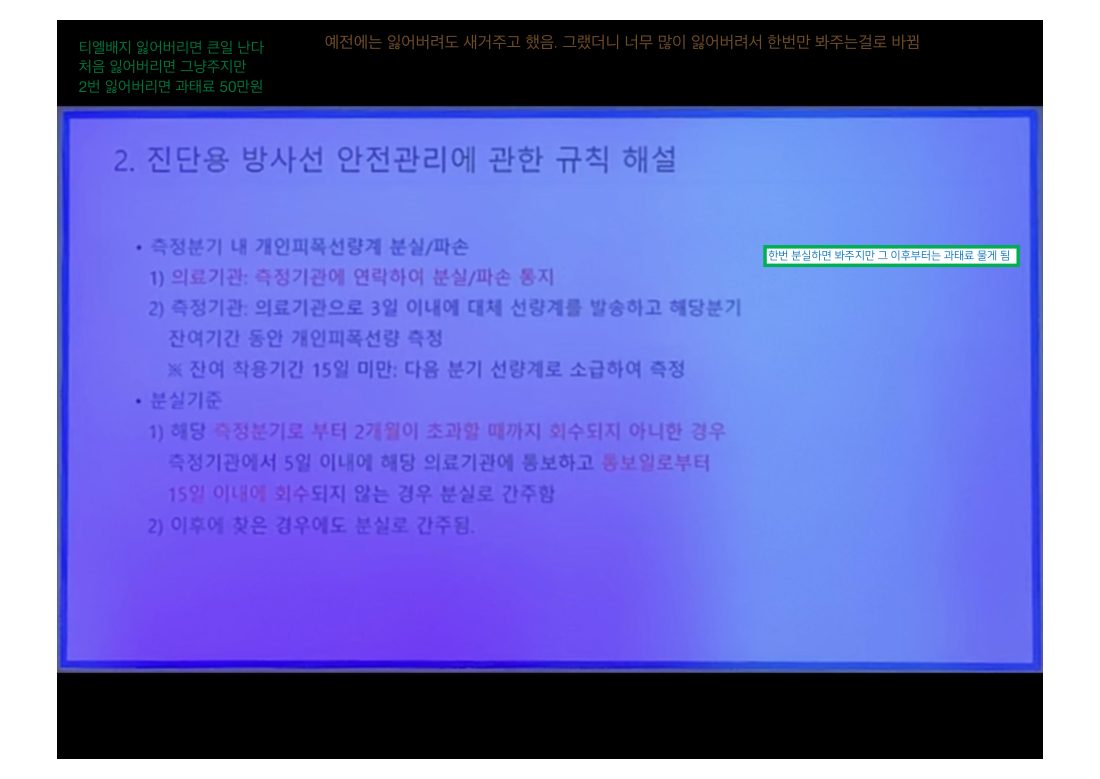 티엘배지 잃어버리면 큰일 난다
처음 잃어버리면 그냥주지만
2번 잃어버리면 과태료 50만원
예전에는 잃어버려도 새거주고 했음. 그랬더니 너무 많이 잃어버려서 한번만 봐주는걸로 바뀜
2. 진단용 방사선 안전관리에 관한 규칙 해설
• 측정분기 내 개인피폭선량계 분실/파손
한번 분실하면 봐주지만 그 이후부터는 과태료 물게 됨
1) 의료기관: 측정기관에 연락하여 분실/파손 통지
2) 측정기관: 의료기관으로 3일 이내에 대체 선량계를 발송하고 해당분기
잔여기간 동안 개인피폭선량 측정
※ 잔여 착용기간 15일 미만: 다음 분기 선량계로 소급하여 측정
• 분실기준
1) 해당 측정분기로 부터 2개월이 초과할 때까지 회수되지 아니한 경우
측정기관에서 5일 이내에 해당 의료기관에 통보하고 통보일로부터
15일 이내에 회수되지 않는 경우 분실로 간주함
2) 이후에 찾은 경우에도 분실로 간주됨.